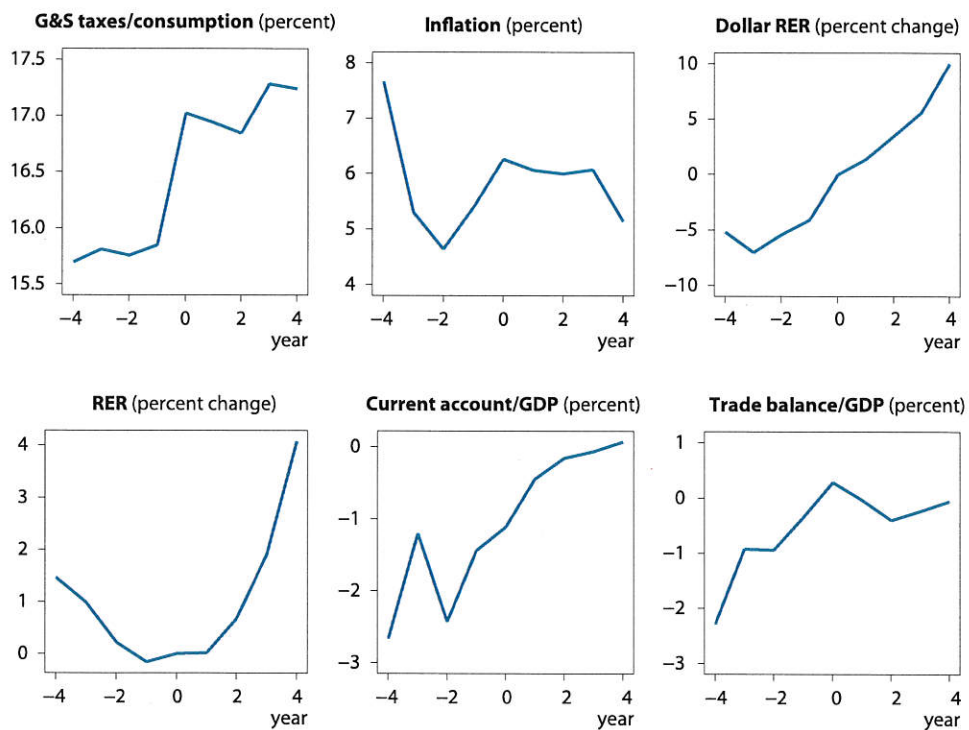 G&S taxes/consumption (percent)
17.5
17.0
16.5
16.0
15.5
−4 −2 0 2 4
year
Inflation (percent)
8
7
6
5
4
−4 −2 0 2 4
year
Dollar RER (percent change)
10
5
0
−5
−10
−4 −2 0 2 4
year
RER (percent change)
4
3
2
1
0
−4 −2 0 2 4
year
Current account/GDP (percent)
0
−1
−2
−3
−4 −2 0 2 4
year
Trade balance/GDP (percent)
1
0
−1
−2
−3
−4 −2 0 2 4
year